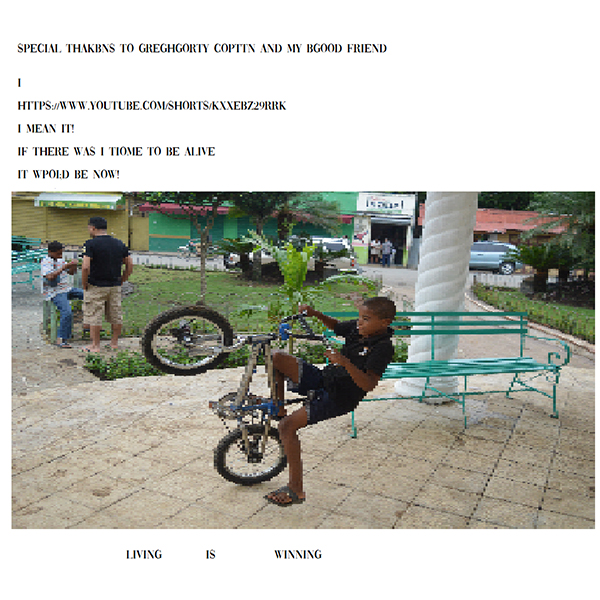 SPECIAL THAKBNS TO GREGHGORTY COPTTN AND MY BGOOD FRIEND
I
HTTPS://WWW.YOUTUBE.COM/SHORTS/KXXEBZ29RRK
I MEAN IT!
IF THERE WAS I TIOME TO BE ALIVE
IT WPOI:D BE NOW!
LIVING IS WINNING